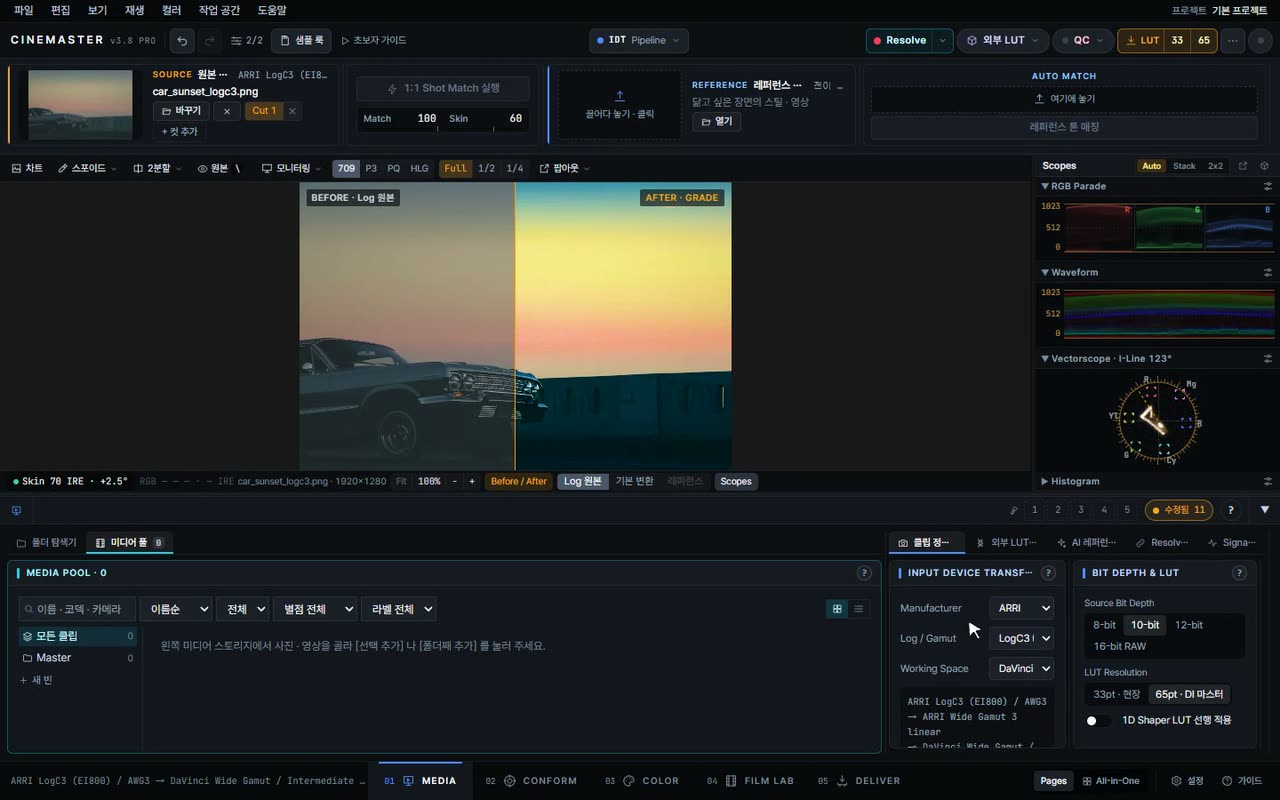 파일 편집 보기 재생 컬러 작업 공간 도움말 프로젝트 기본 프로젝트
CINEMASTER v3.8 PRO 2/2 샘플 룩 초보자 가이드 IDT Pipeline Resolve 외부 LUT QC LUT 33 65 ···
SOURCE 원본 ··· ARRI LogC3 (EI8…
car_sunset_logc3.png
바꾸기 × Cut 1 ×
+ 컷 추가
1:1 Shot Match 실행
Match 100 Skin 60
끌어다 놓기 · 클릭
REFERENCE 레퍼런스 ··· 전이 …
닮고 싶은 장면의 스틸 · 영상
열기
AUTO MATCH
여기에 놓기
레퍼런스 톤 매칭
차트 스포이드 2분할 원본 \ 모니터링 709 P3 PQ HLG Full 1/2 1/4 팝아웃
BEFORE · Log 원본 AFTER · GRADE
Scopes Auto Stack 2x2
RGB Parade
1023 R G B
512
0
Waveform
1023
512
0
Vectorscope · I-Line 123°
R Mg
Yl B
G Cy
Histogram
Skin 70 IRE · +2.5° RGB — — — · — IRE car_sunset_logc3.png · 1920×1280 Fit 100% - + Before / After Log 원본 기본 변환 레퍼런스 Scopes
1 2 3 4 5 수정됨 11 ?
폴더 탐색기 미디어 풀 0
클립 정··· 외부 LUT··· AI 레퍼런··· Resolv··· Signa···
MEDIA POOL · 0 ?
이름 · 코덱 · 카메라 이름순 전체 별점 전체 라벨 전체
모든 클립 0
Master 0
+ 새 빈
왼쪽 미디어 스토리지에서 사진 · 영상을 골라 [선택 추가] 나 [폴더째 추가] 를 눌러 주세요.
INPUT DEVICE TRANSF··· ?
Manufacturer ARRI
Log / Gamut LogC3 (
Working Space DaVinci
ARRI LogC3 (EI800) / AWG3
→ ARRI Wide Gamut 3
linear
→ DaVinci Wide Gamut /
BIT DEPTH & LUT ?
Source Bit Depth
8-bit 10-bit 12-bit
16-bit RAW
LUT Resolution
33pt · 현장 65pt · DI 마스터
1D Shaper LUT 선행 적용
ARRI LogC3 (EI800) / AWG3 → DaVinci Wide Gamut / Intermediate … 01 MEDIA 02 CONFORM 03 COLOR 04 FILM LAB 05 DELIVER Pages All-in-One 설정 가이드